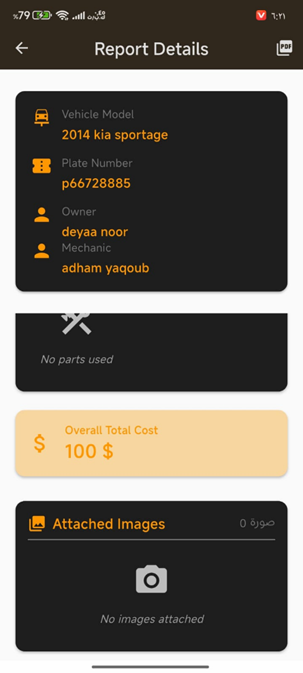 %79
٦:٢١
Report Details
PDF
Vehicle Model
2014 kia sportage
Plate Number
p66728885
Owner
deyaa noor
Mechanic
adham yaqoub
No parts used
$
Overall Total Cost
100 $
Attached Images
0 صورة
No images attached